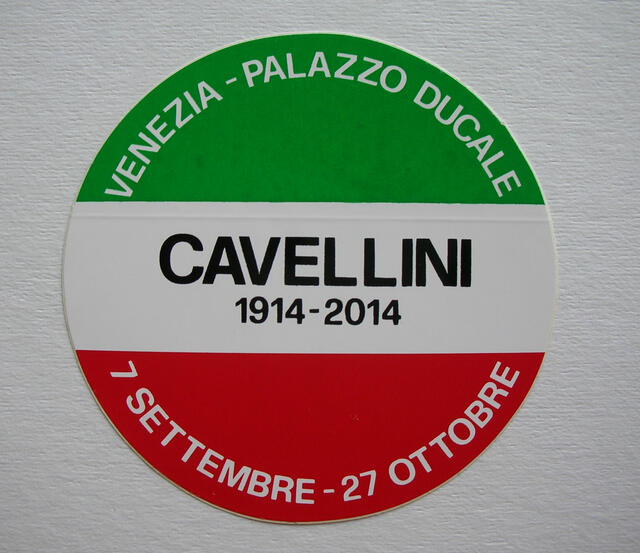 VENEZIA - PALAZZO DUCALE
CAVELLINI
1914-2014
7 SETTEMBRE - 27 OTTOBRE